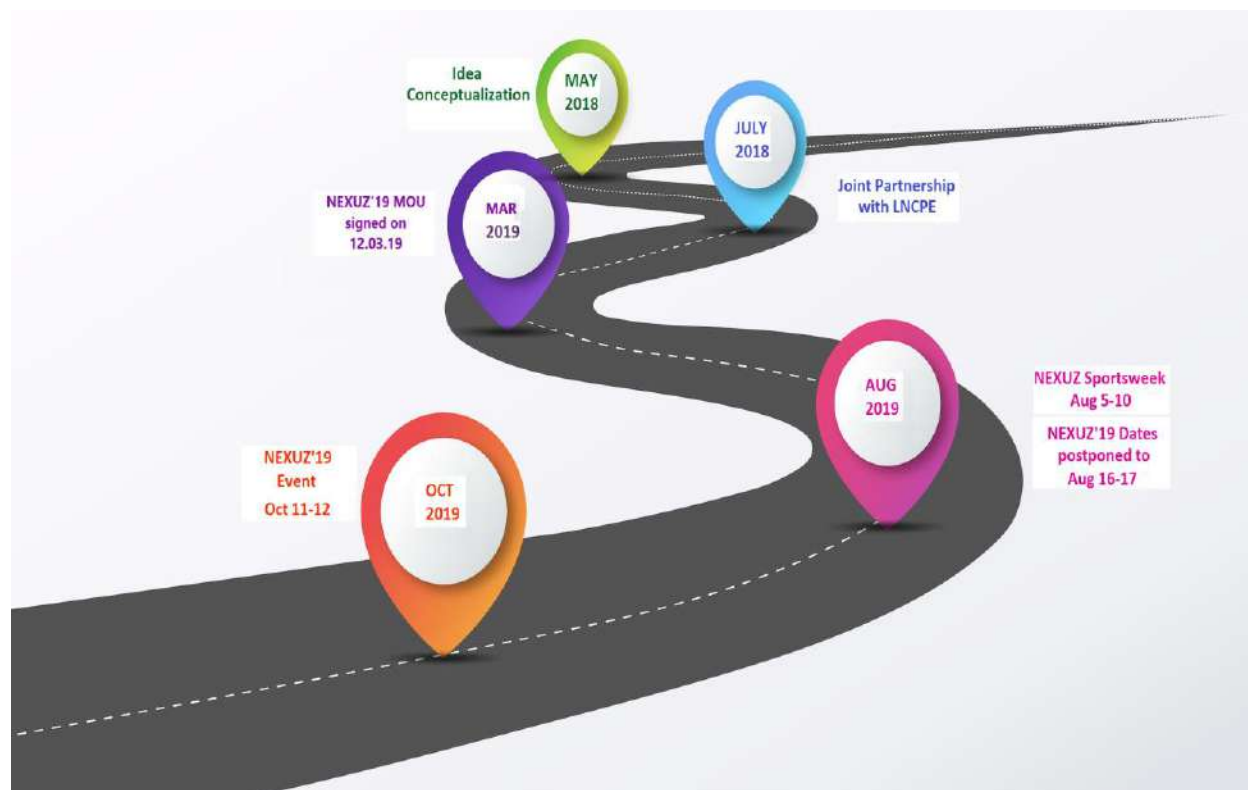 Idea
Conceptualization
MAY
2018
JULY
2018
Joint Partnership
with LNCPE
NEXUZ'19 MOU
signed on
12.03.19
MAR
2019
AUG
2019
NEXUZ Sportsweek
Aug 5-10
NEXUZ'19 Dates
postponed to
Aug 16-17
NEXUZ'19
Event
Oct 11-12
OCT
2019